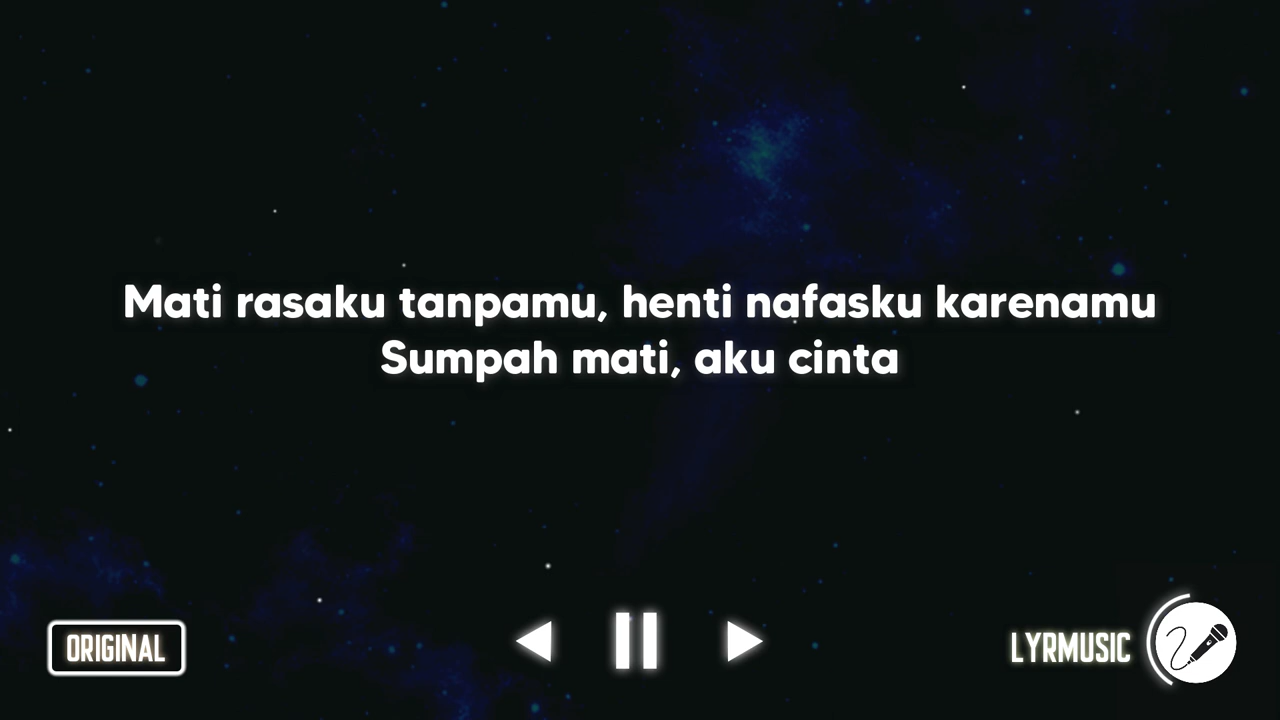 Mati rasaku tanpamu, henti nafasku karenamu
Sumpah mati, aku cinta
ORIGINAL
LYRMUSIC